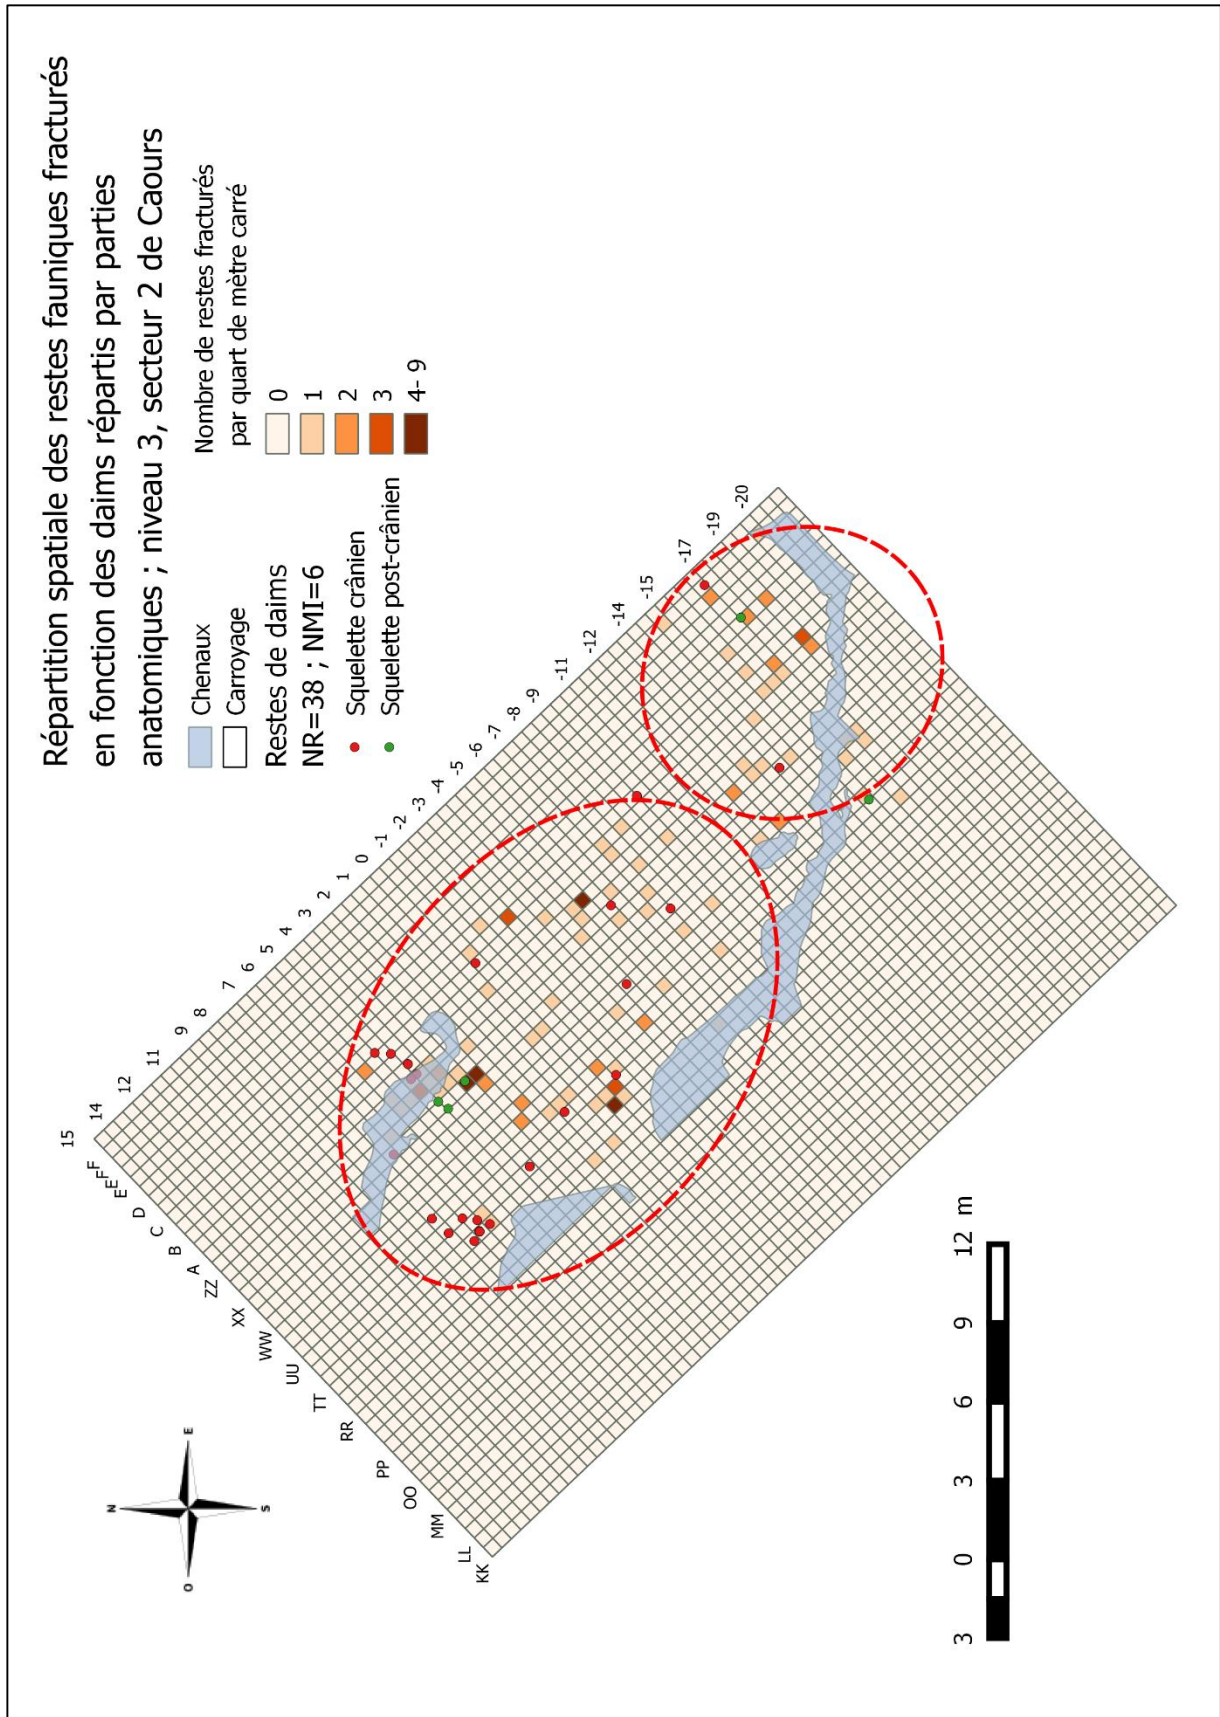 Répartition spatiale des restes fauniques fracturés
en fonction des daims répartis par parties
anatomiques ; niveau 3, secteur 2 de Caours
Chenaux
Carroyage
Restes de daims
NR=38 ; NMI=6
Squelette crânien
Squelette post-crânien
Nombre de restes fracturés
par quart de mètre carré
0
1
2
3
4- 9
N
E
S
O
15
14
12
11
9
8
7
6
5
4
3
2
1
0
-1
-2
-3
-4
-5
-6
-7
-8
-9
-11
-12
-14
-15
-17
-19
-20
F
F
E
E
D
C
B
A
ZZ
XX
WW
UU
TT
RR
PP
OO
MM
LL
KK
3 0 3 6 9 12 m